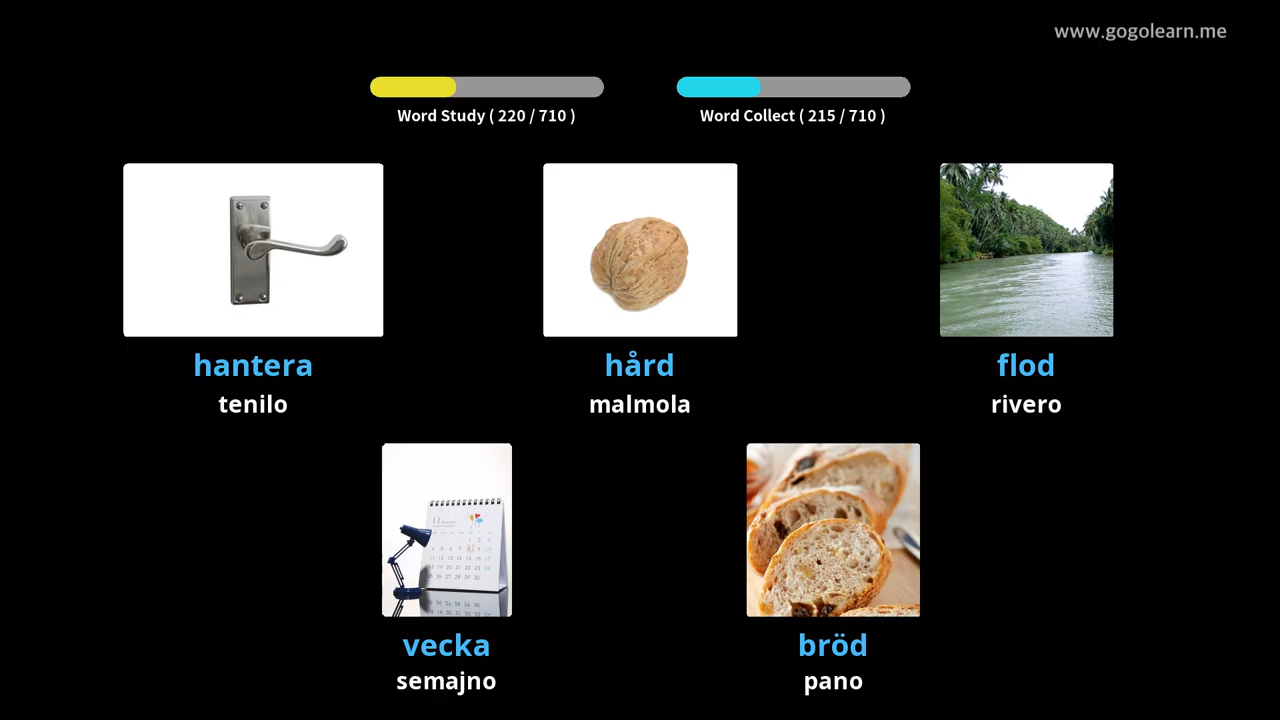 www.gogolearn.me
Word Study ( 220 / 710 )
Word Collect ( 215 / 710 )
hantera
tenilo
hård
malmola
flod
rivero
vecka
semajno
bröd
pano